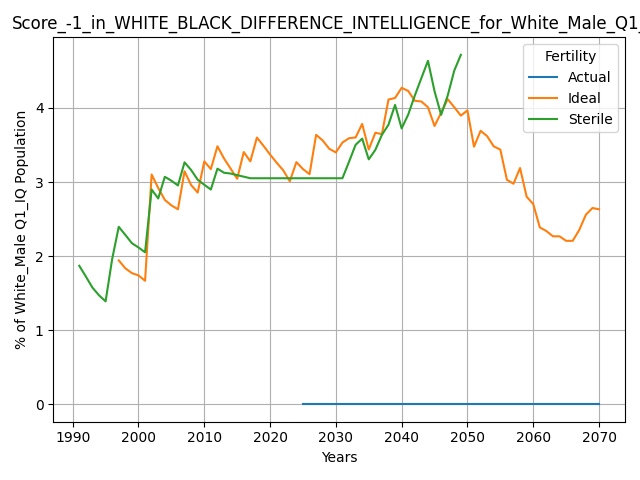 Score_-1_in_WHITE_BLACK_DIFFERENCE_INTELLIGENCE_for_White_Male_Q1_
% of White_Male Q1_IQ Population
4
3
2
1
0
Fertility
Actual
Ideal
Sterile
1990 2000 2010 2020 2030 2040 2050 2060 2070
Years